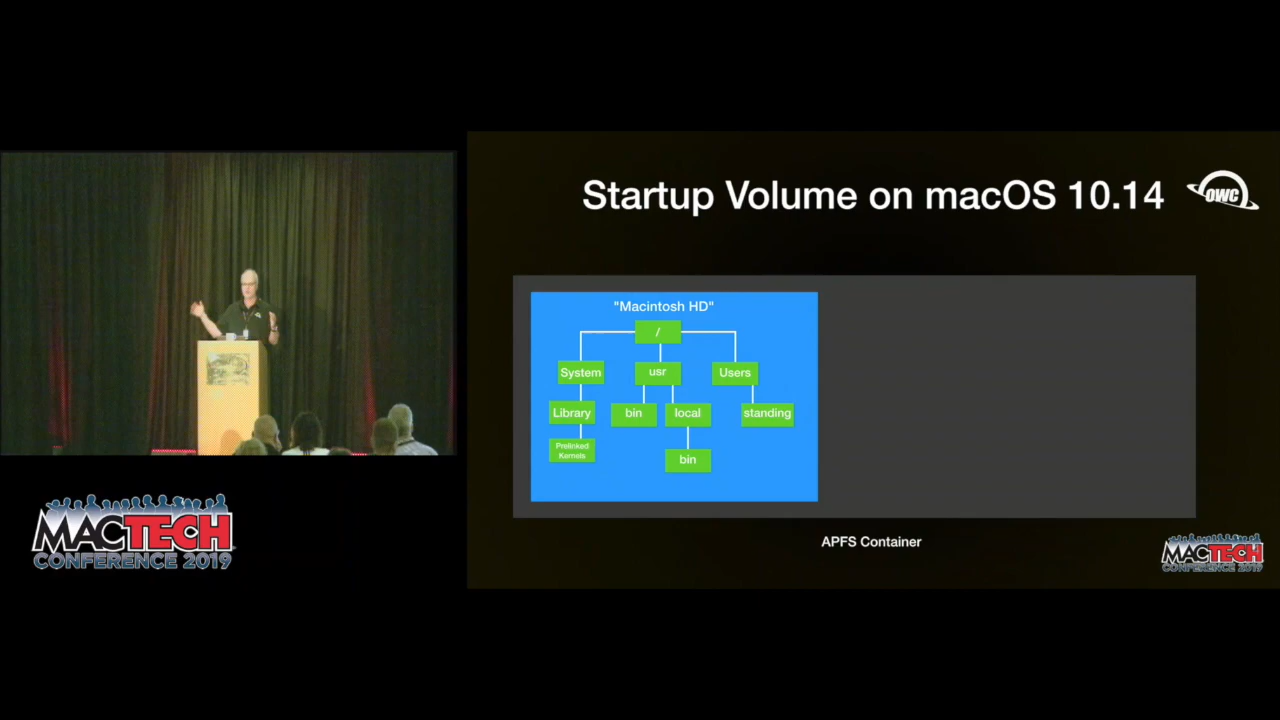 Startup Volume on macOS 10.14
OWC
"Macintosh HD"
/
System
usr
Users
Library
bin
local
standing
Prelinked
Kernels
bin
APFS Container
MACTECH
CONFERENCE 2019
MACTECH
CONFERENCE 2019